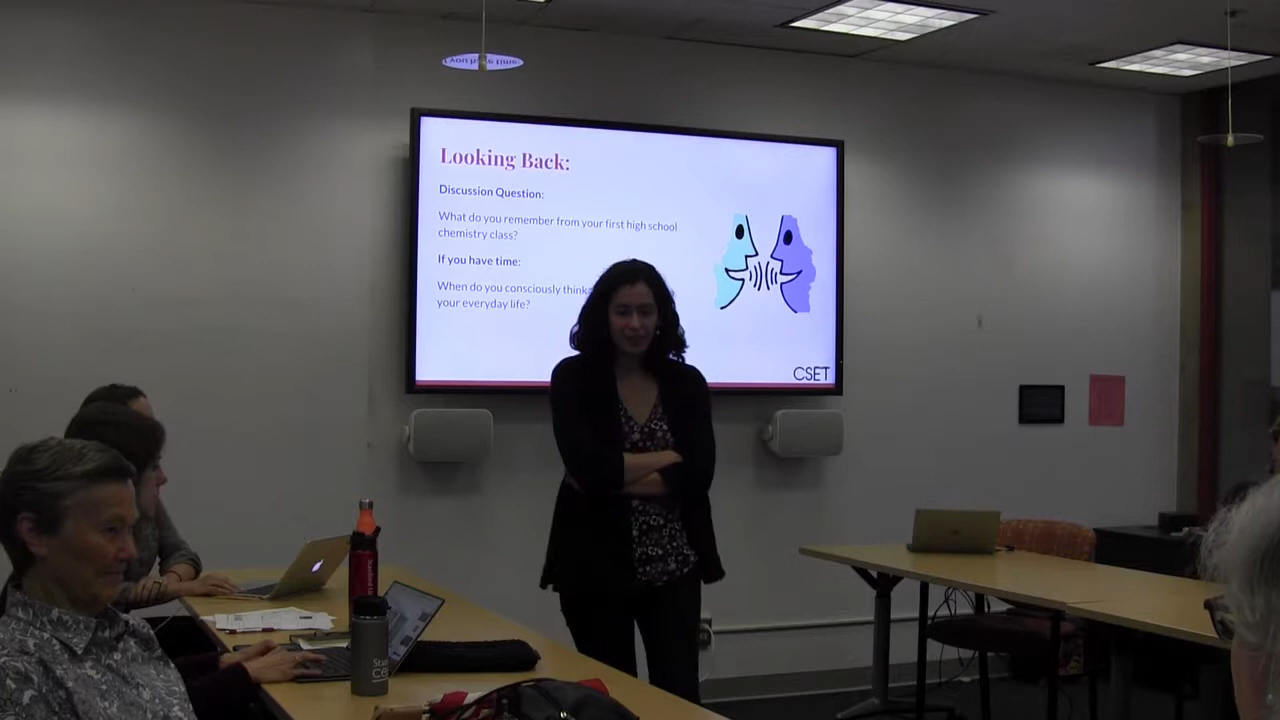 Looking Back:
Discussion Question:
What do you remember from your first high school
chemistry class?
If you have time:
When do you consciously think
your everyday life?
CSET